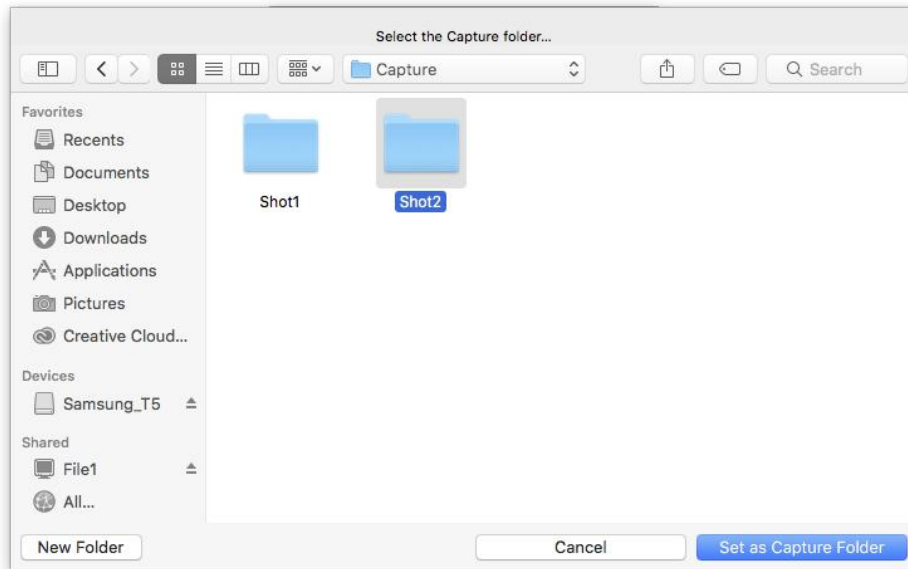 Select the Capture folder...
Capture
Search
Favorites
Recents
Documents
Desktop
Downloads
Applications
Pictures
Creative Cloud...
Devices
Samsung_T5
Shared
File1
All...
Shot1 Shot2
New Folder Cancel Set as Capture Folder